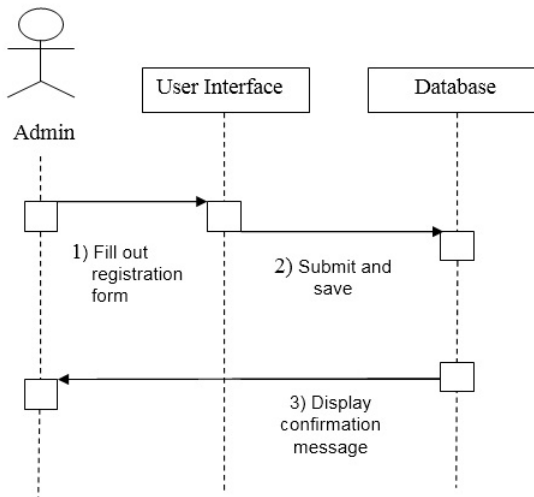 User Interface
Database
Admin
1) Fill out
registration
form
2) Submit and
save
3) Display
confirmation
message